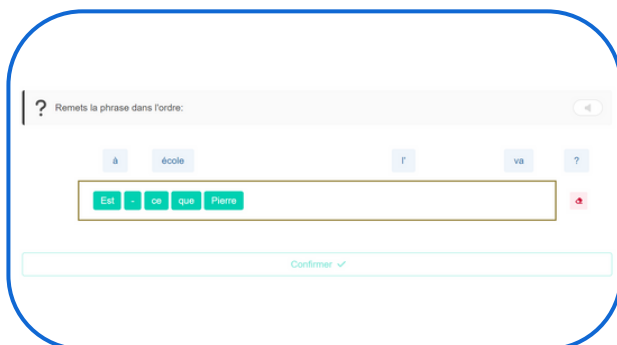 ? Remets la phrase dans l'ordre:
à école l' va ?
Est - ce que Pierre
Confirmer